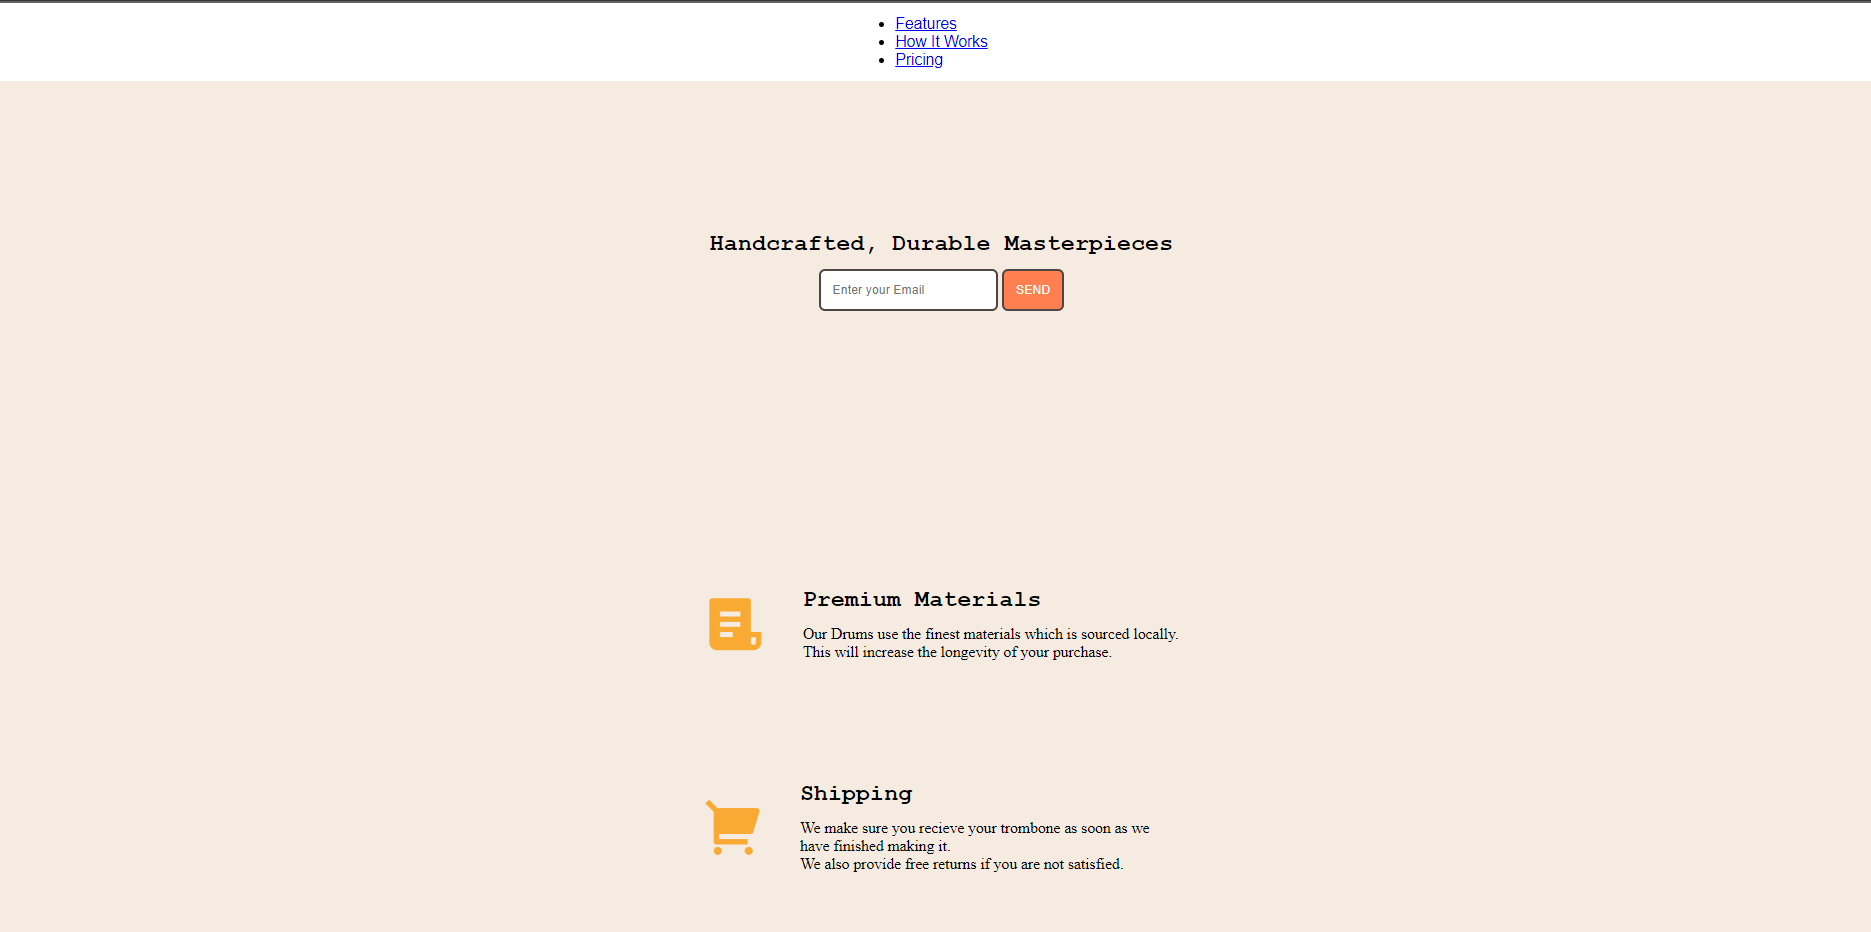 Features
How It Works
Pricing
Handcrafted, Durable Masterpieces
Enter your Email
SEND
Premium Materials
Our Drums use the finest materials which is sourced locally.
This will increase the longevity of your purchase.
Shipping
We make sure you recieve your trombone as soon as we
have finished making it.
We also provide free returns if you are not satisfied.